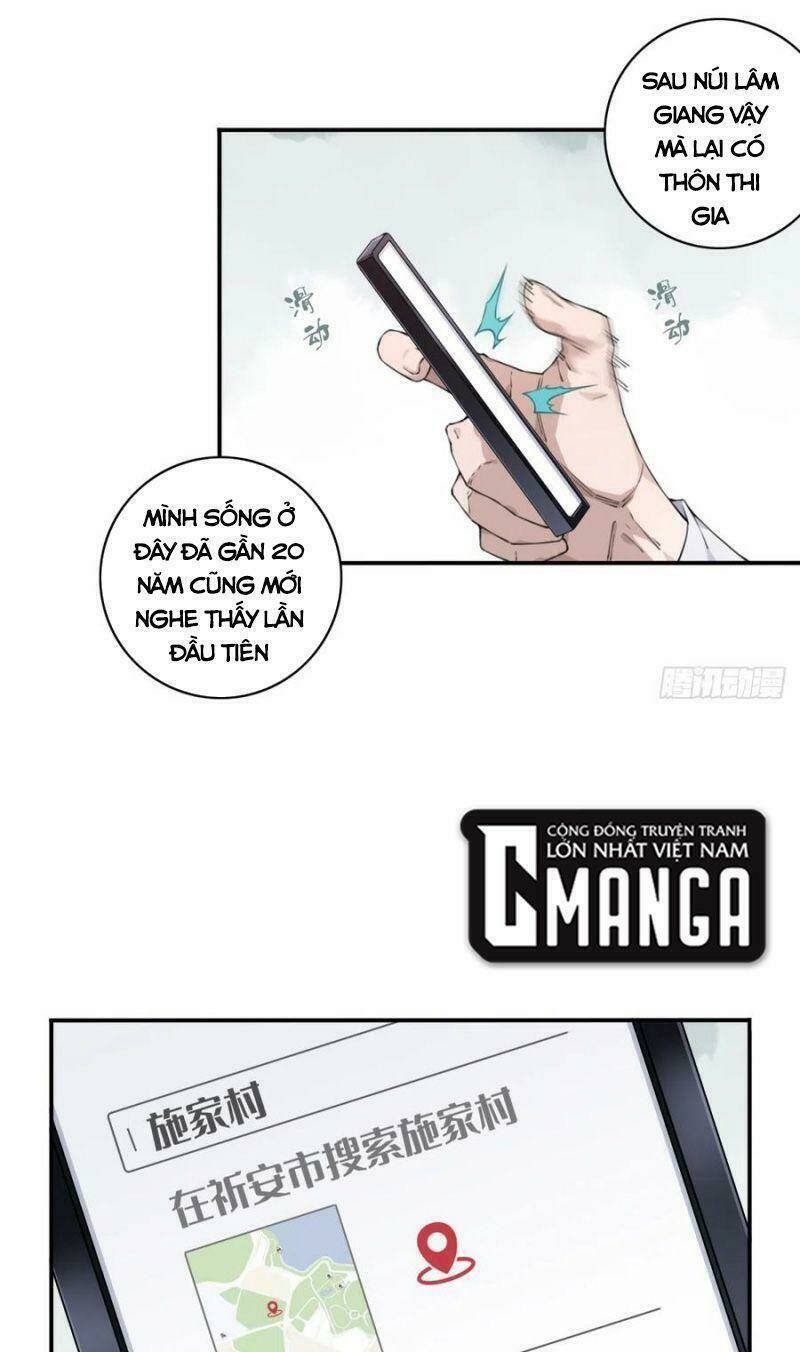 SAU NÚI LÂM
GIANG VẬY
MÀ LẠI CÓ
THÔN THI
GIA
滑动
滑动
MÌNH SỐNG Ở
ĐÂY ĐÃ GẦN 20
NĂM CŨNG MỚI
NGHE THẤY LẦN
ĐẦU TIÊN
腾讯动漫
CỘNG ĐỒNG TRUYỆN TRANH
LỚN NHẤT VIỆT NAM
CMANGA
施家村
在祈安市搜索施家村